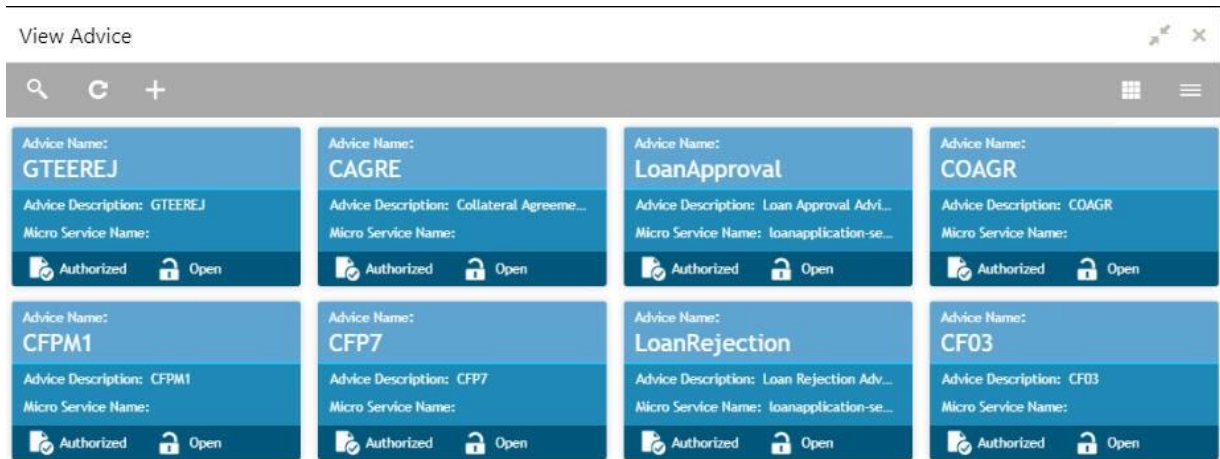 View Advice
Advice Name:
GTEEREJ
Advice Description: GTEEREJ
Micro Service Name:
Authorized Open
Advice Name:
CAGRE
Advice Description: Collateral Agreeme...
Micro Service Name:
Authorized Open
Advice Name:
LoanApproval
Advice Description: Loan Approval Advi...
Micro Service Name: loanapplication-se...
Authorized Open
Advice Name:
COAGR
Advice Description: COAGR
Micro Service Name:
Authorized Open
Advice Name:
CFPM1
Advice Description: CFPM1
Micro Service Name:
Authorized Open
Advice Name:
CFP7
Advice Description: CFP7
Micro Service Name:
Authorized Open
Advice Name:
LoanRejection
Advice Description: Loan Rejection Adv...
Micro Service Name: loanapplication-se...
Authorized Open
Advice Name:
CF03
Advice Description: CF03
Micro Service Name:
Authorized Open